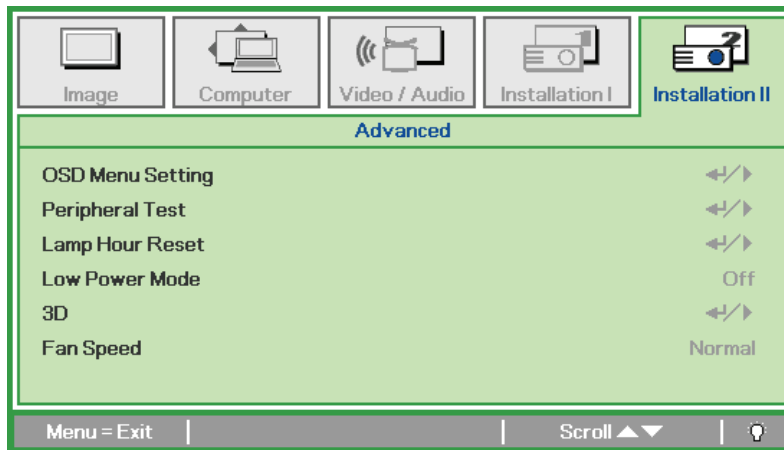 Image
Computer
Video / Audio
Installation I
Installation II
Advanced
OSD Menu Setting
Peripheral Test
Lamp Hour Reset
Low Power Mode Off
3D
Fan Speed Normal
Menu = Exit Scroll ▲▼